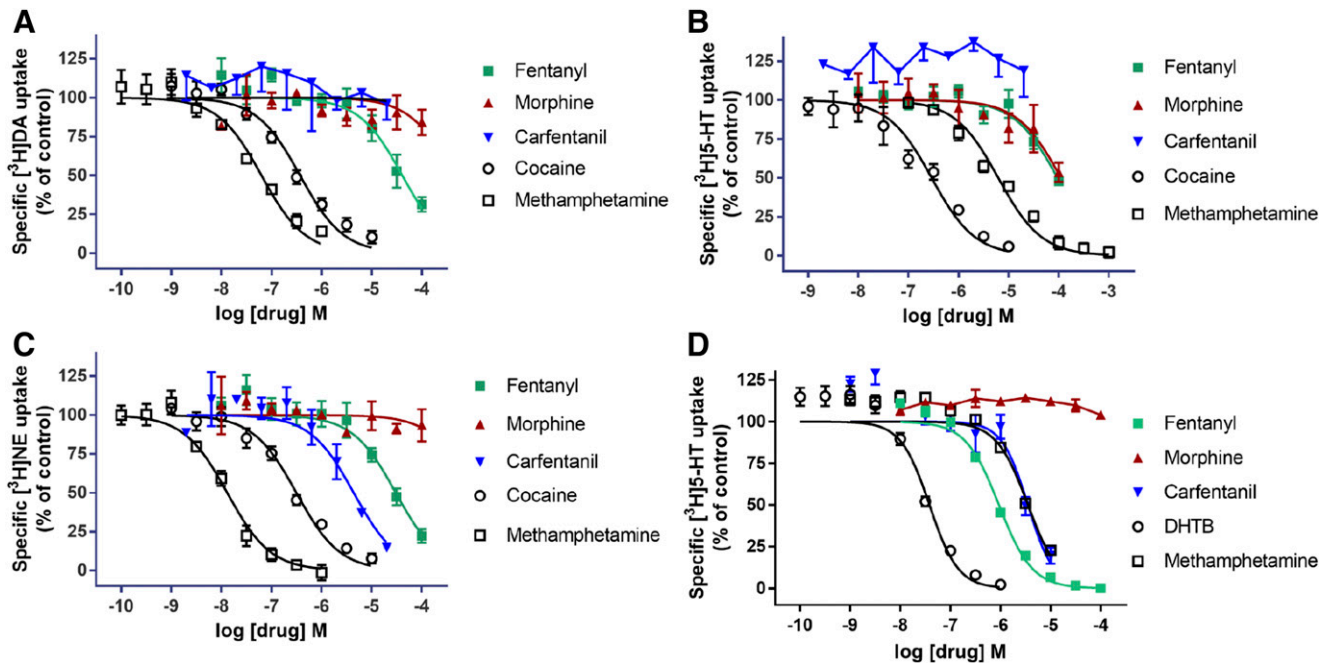 A
Specific [³H]DA uptake
(% of control)
125
100
75
50
25
0
-10 -9 -8 -7 -6 -5 -4
log [drug] M
Fentanyl
Morphine
Carfentanil
Cocaine
Methamphetamine
B
Specific [³H]5-HT uptake
(% of control)
125
100
75
50
25
0
-9 -8 -7 -6 -5 -4 -3
log [drug] M
Fentanyl
Morphine
Carfentanil
Cocaine
Methamphetamine
C
Specific [³H]NE uptake
(% of control)
125
100
75
50
25
0
-10 -9 -8 -7 -6 -5 -4
log [drug] M
Fentanyl
Morphine
Carfentanil
Cocaine
Methamphetamine
D
Specific [³H]5-HT uptake
(% of control)
125
100
75
50
25
0
-10 -9 -8 -7 -6 -5 -4
log [drug] M
Fentanyl
Morphine
Carfentanil
DHTB
Methamphetamine